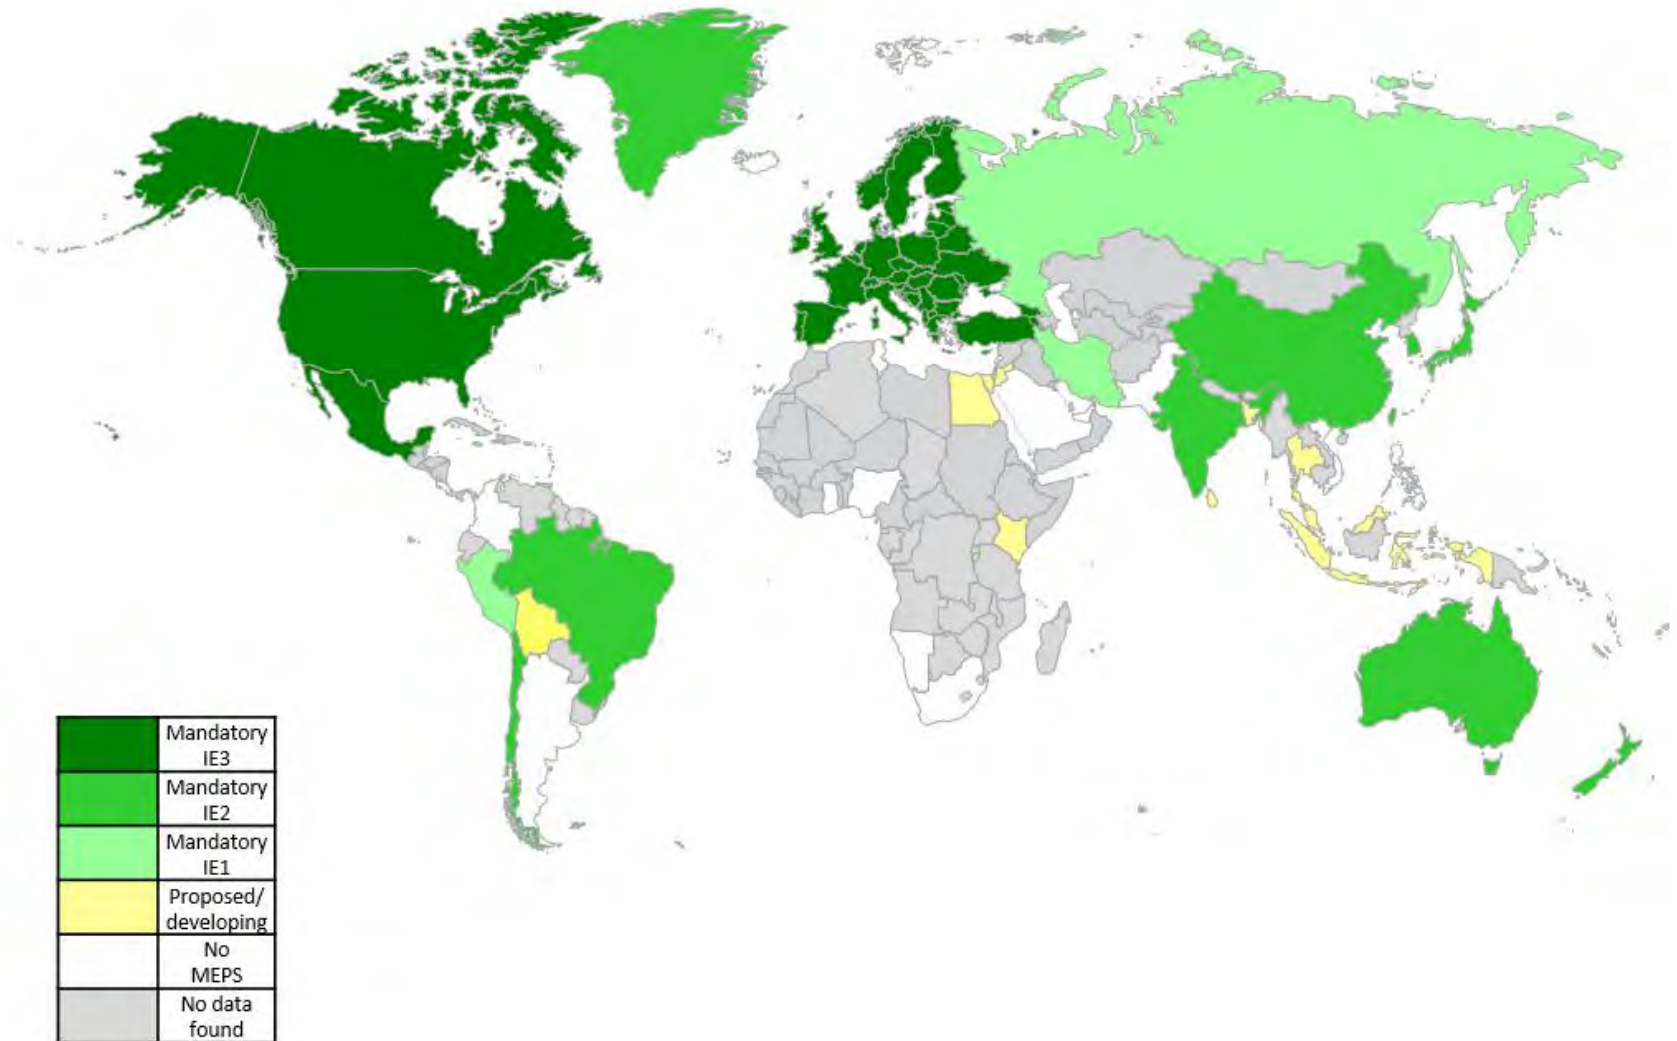 Mandatory
IE3
Mandatory
IE2
Mandatory
IE1
Proposed/
developing
No
MEPS
No data
found